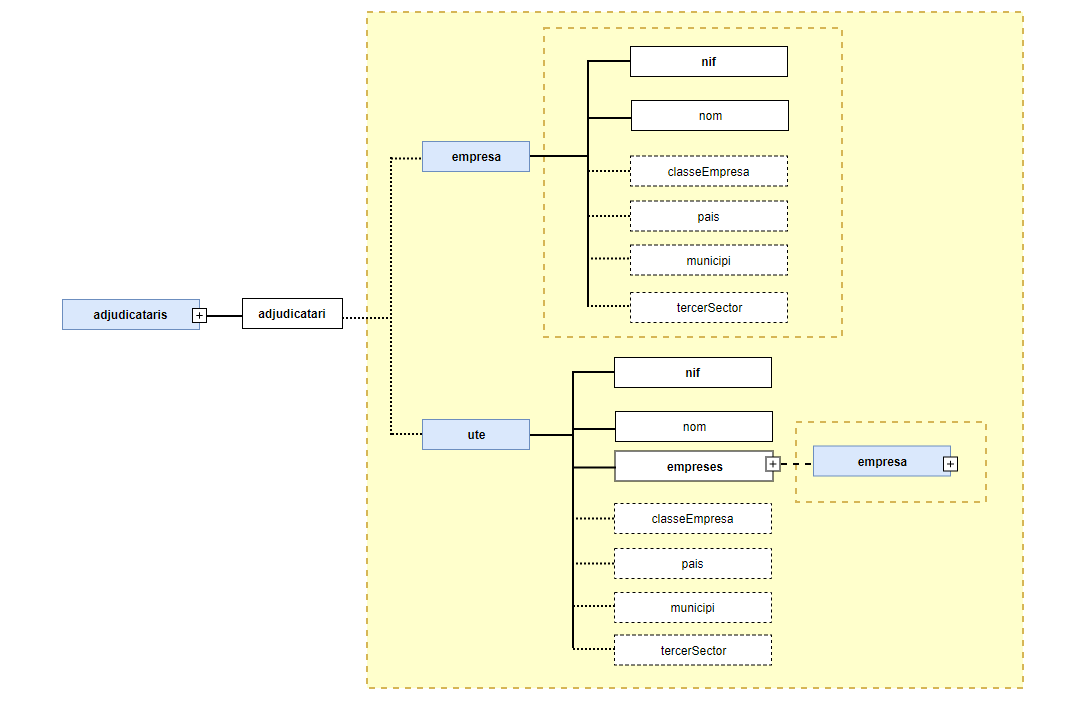 adjudicataris
+
adjudicatari
empresa
nif
nom
classeEmpresa
pais
municipi
tercerSector
ute
nif
nom
empreses
+
empresa
+
classeEmpresa
pais
municipi
tercerSector